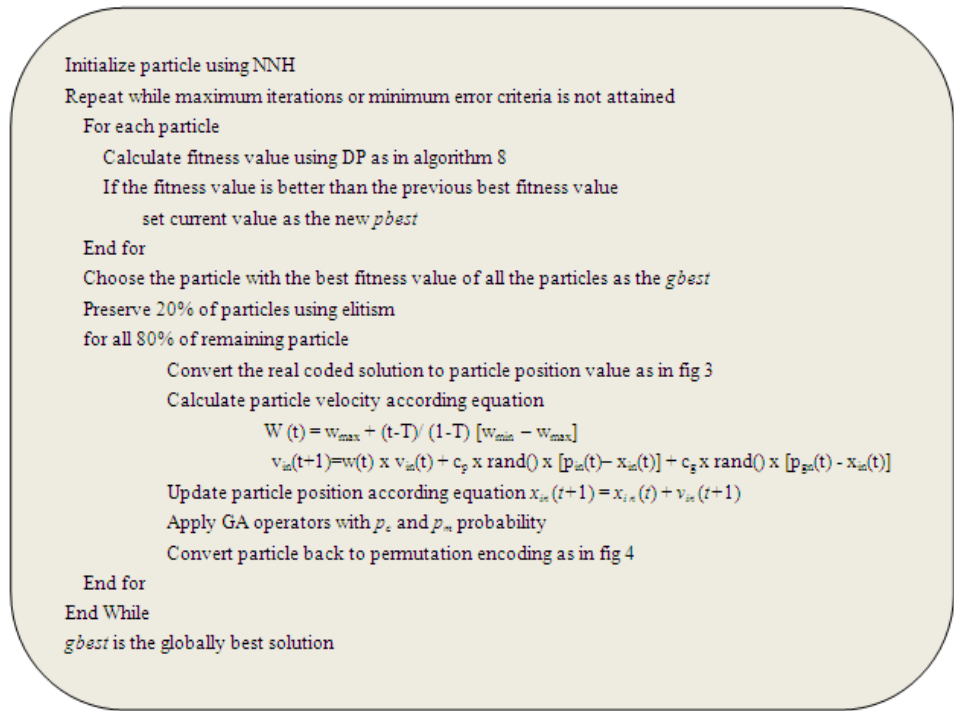 Initialize particle using NNH
Repeat while maximum iterations or minimum error criteria is not attained
For each particle
Calculate fitness value using DP as in algorithm 8
If the fitness value is better than the previous best fitness value
set current value as the new pbest
End for
Choose the particle with the best fitness value of all the particles as the gbest
Preserve 20% of particles using elitism
for all 80% of remaining particle
Convert the real coded solution to particle position value as in fig 3
Calculate particle velocity according equation
W (t) = wmax + (t-T)/ (1-T) [wmin – wmax]
vin(t+1)=w(t) x vin(t) + cp x rand() x [pin(t)– xin(t)] + cg x rand() x [pgn(t) - xin(t)]
Update particle position according equation xin(t+1) = xin(t) + vin(t+1)
Apply GA operators with pc and pm probability
Convert particle back to permutation encoding as in fig 4
End for
End While
gbest is the globally best solution